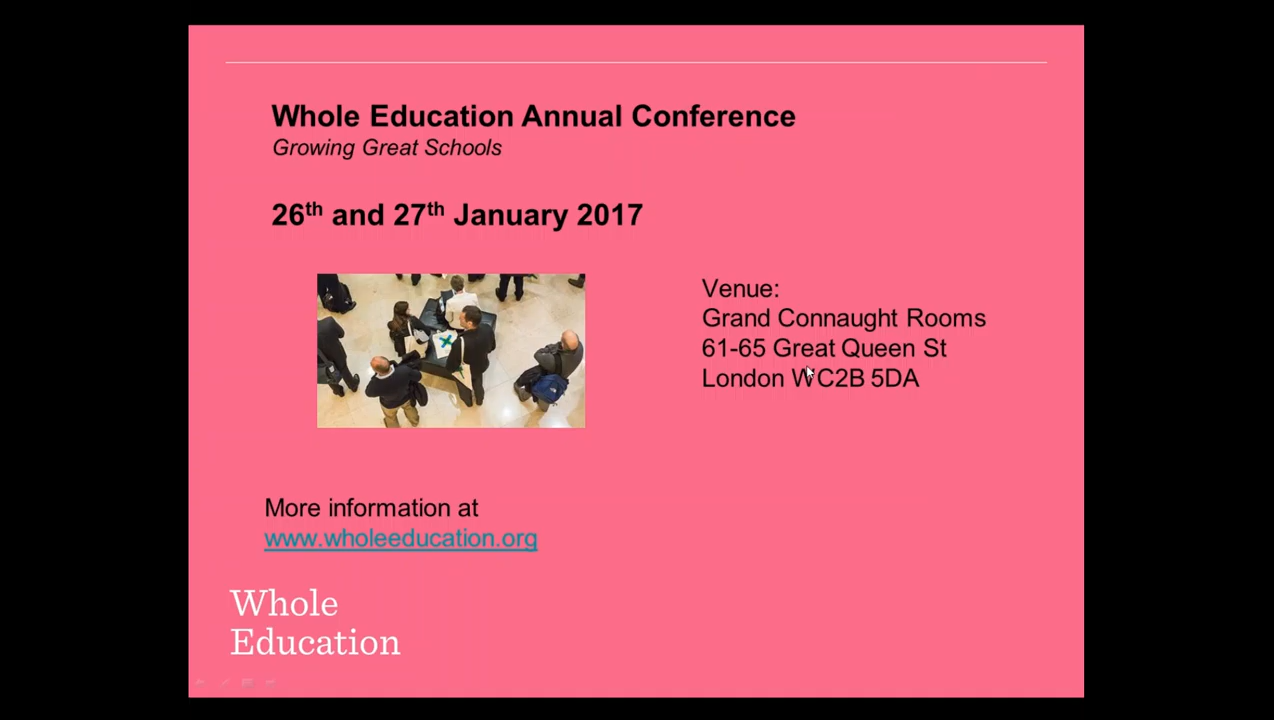 Whole Education Annual Conference
Growing Great Schools
26th and 27th January 2017
Venue:
Grand Connaught Rooms
61-65 Great Queen St
London WC2B 5DA
More information at
www.wholeeducation.org
Whole
Education